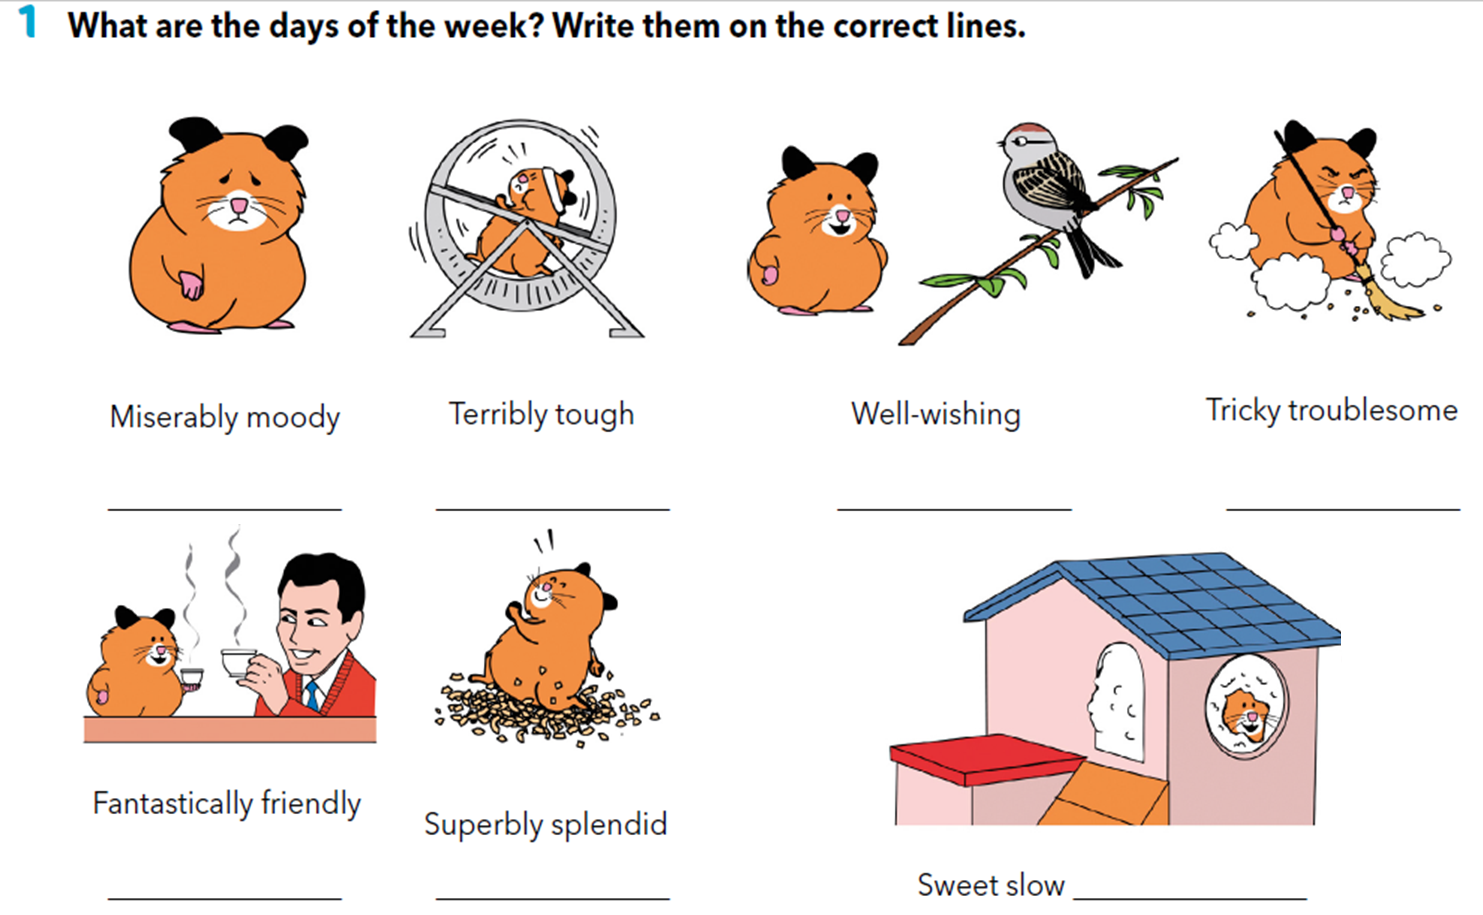 1 What are the days of the week? Write them on the correct lines.
Miserably moody
Terribly tough
Well-wishing
Tricky troublesome
Fantastically friendly
Superbly splendid
Sweet slow